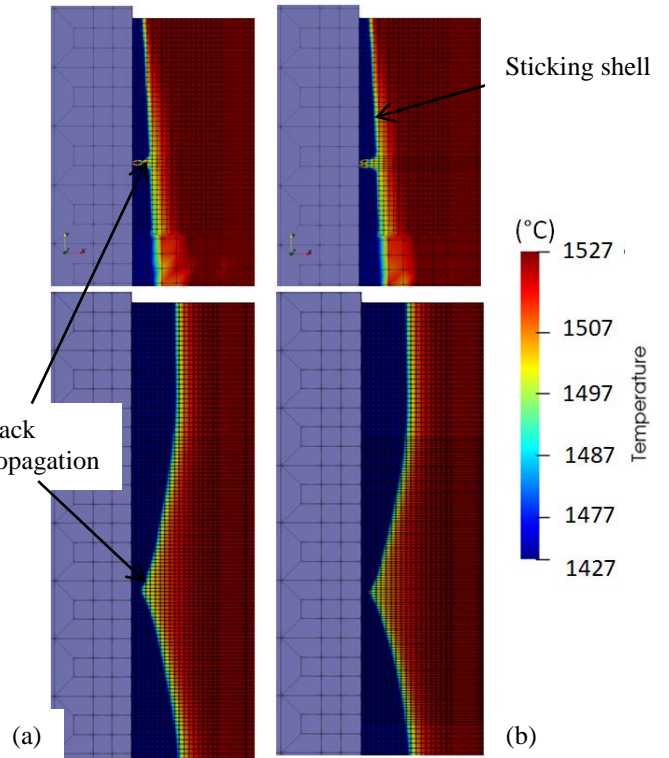 Sticking shell
(°C)
1527
1507
1497
1487
1477
1427
Temperature
ack
opagation
(a)
(b)